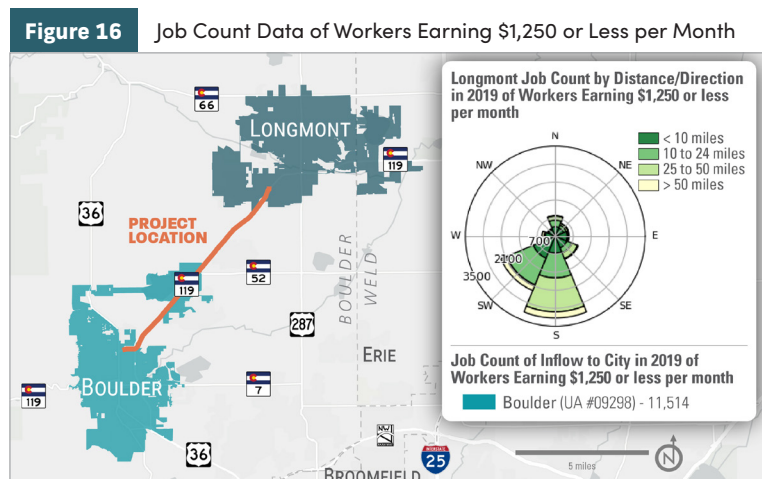 Figure 16
Job Count Data of Workers Earning $1,250 or Less per Month
66
LONGMONT
119
36
PROJECT
LOCATION
52
119
BOULDER
WELD
287
ERIE
BOULDER
119
7
36
NW
INTERSTATE
25
BROOMFIELD
Longmont Job Count by Distance/Direction
in 2019 of Workers Earning $1,250 or less
per month
N
< 10 miles
10 to 24 miles
25 to 50 miles
> 50 miles
NW
NE
W
E
700
2100
3500
SW
SE
S
Job Count of Inflow to City in 2019 of
Workers Earning $1,250 or less per month
Boulder (UA #09298) - 11,514
5 miles
N